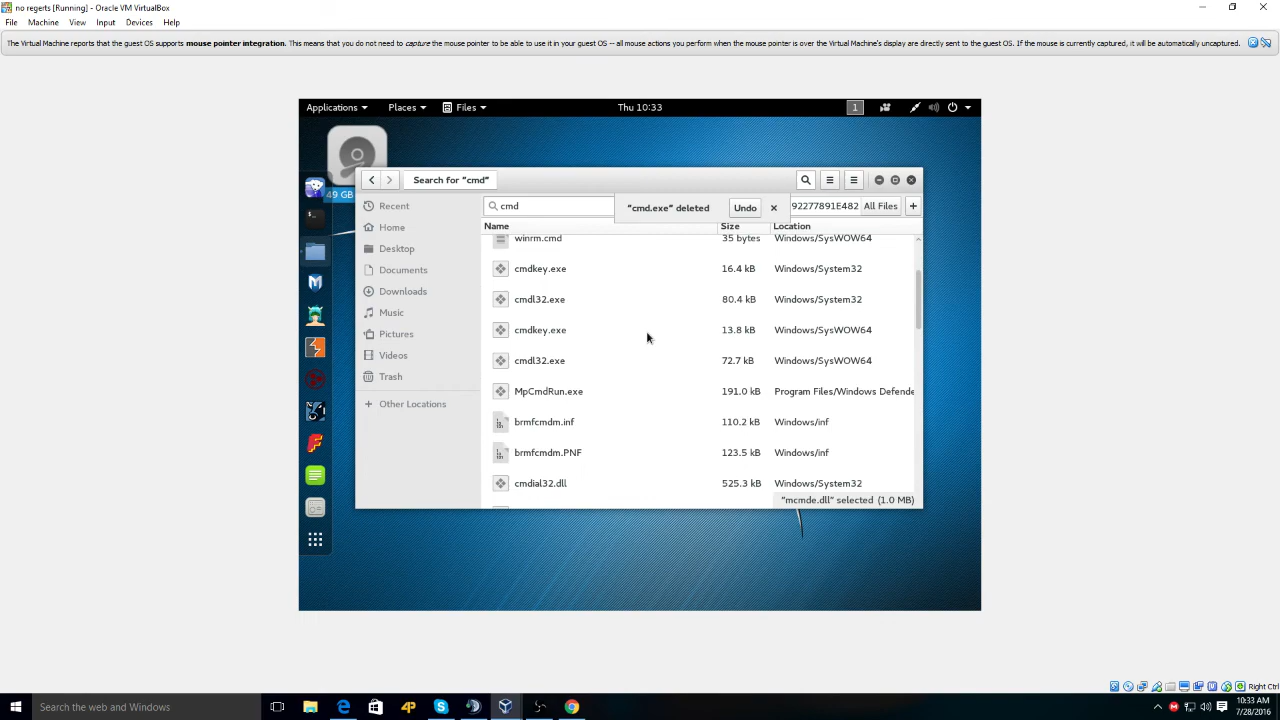 no regerts [Running] - Oracle VM VirtualBox
File Machine View Input Devices Help
The Virtual Machine reports that the guest OS supports mouse pointer integration. This means that you do not need to capture the mouse pointer to be able to use it in your guest OS -- all mouse actions you perform when the mouse pointer is over the Virtual Machine's display are directly sent to the guest OS. If the mouse is currently captured, it will be automatically uncaptured.
Applications Places Files Thu 10:33 1
Search for "cmd"
49 GB
Recent
Home
Desktop
Documents
Downloads
Music
Pictures
Videos
Trash
+ Other Locations
cmd "cmd.exe" deleted Undo 92277891E482 All Files +
Name Size Location
winrm.cmd 35 bytes Windows/SysWOW64
cmdkey.exe 16.4 kB Windows/System32
cmdl32.exe 80.4 kB Windows/System32
cmdkey.exe 13.8 kB Windows/SysWOW64
cmdl32.exe 72.7 kB Windows/SysWOW64
MpCmdRun.exe 191.0 kB Program Files/Windows Defende
brmfcmdm.inf 110.2 kB Windows/inf
brmfcmdm.PNF 123.5 kB Windows/inf
cmdial32.dll 525.3 kB Windows/System32
"mcmde.dll" selected (1.0 MB)
Right Ctrl
Search the web and Windows
10:33 AM
7/28/2016